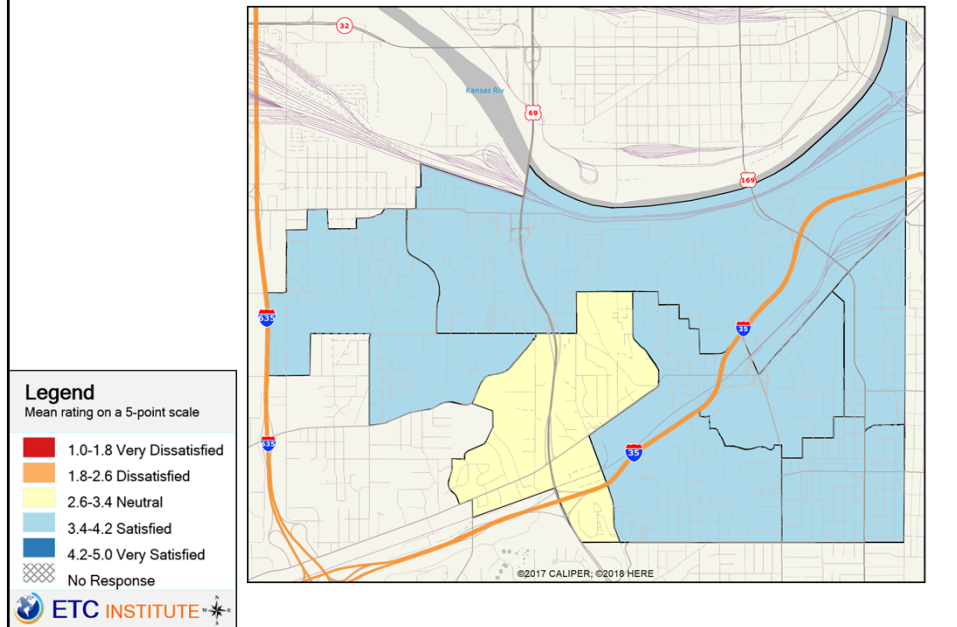 32
Kansas Riv
69
169
635
35
635
35
Legend
Mean rating on a 5-point scale
1.0-1.8 Very Dissatisfied
1.8-2.6 Dissatisfied
2.6-3.4 Neutral
3.4-4.2 Satisfied
4.2-5.0 Very Satisfied
No Response
ETC INSTITUTE
N
W E
S
©2017 CALIPER; ©2018 HERE